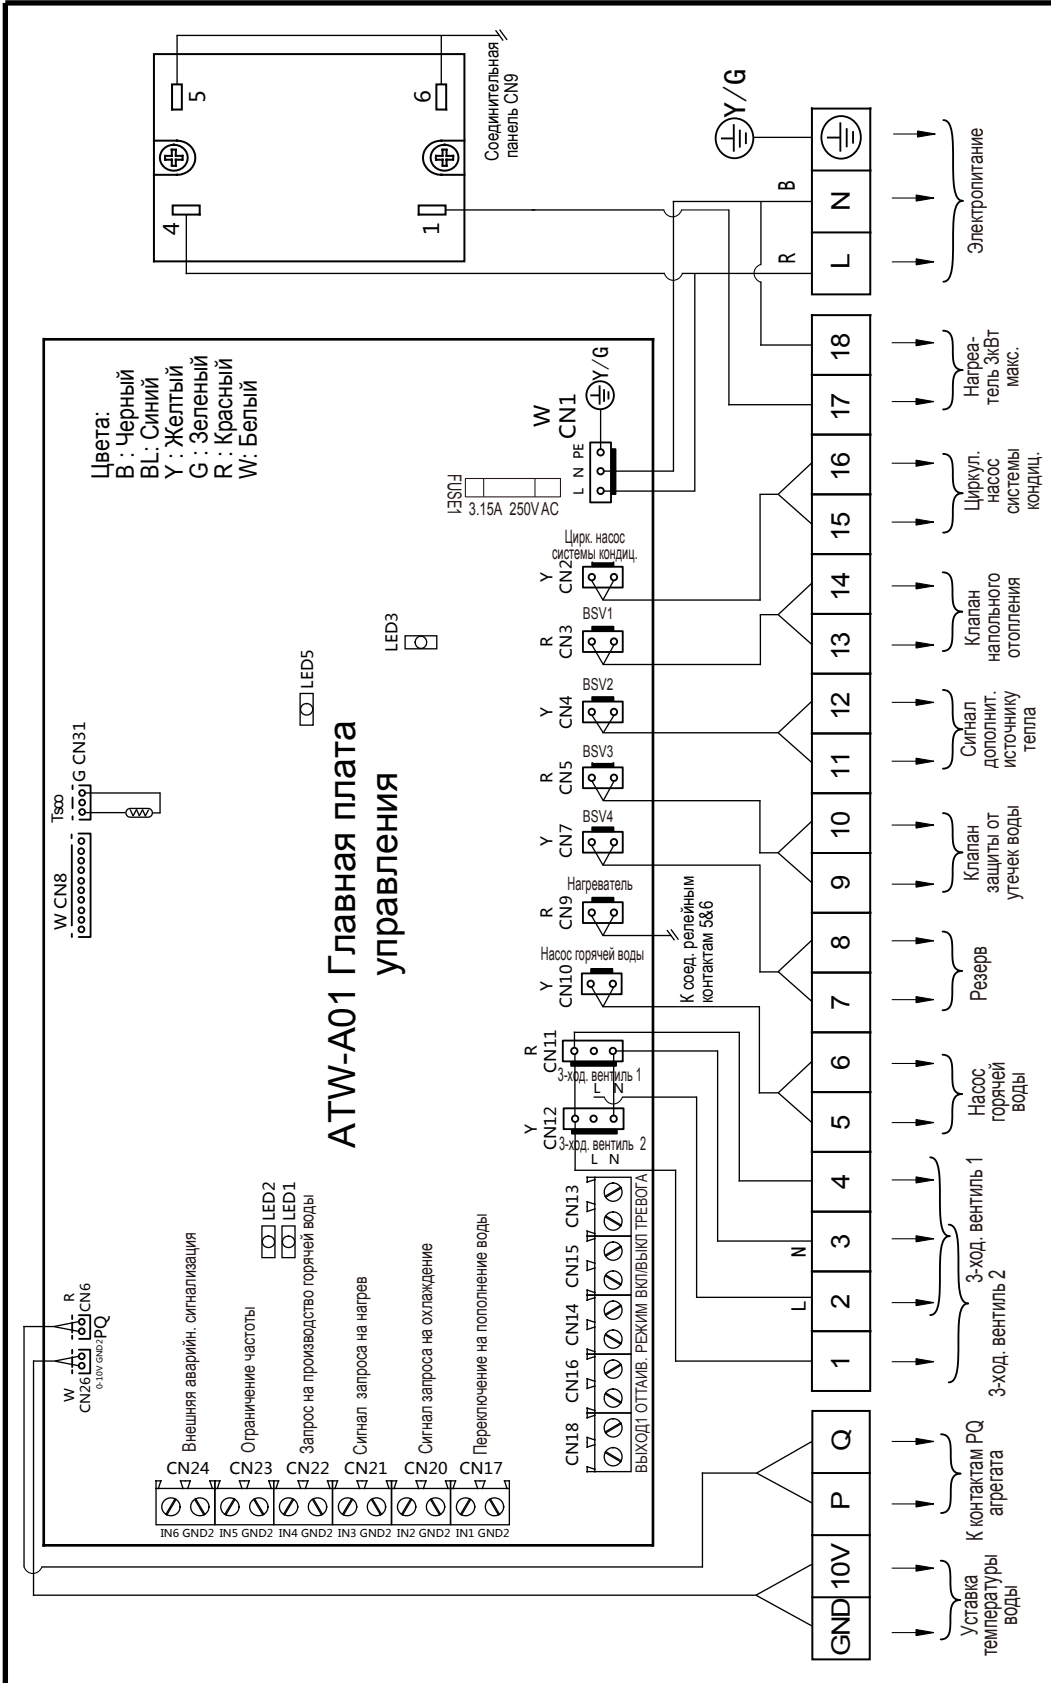 Соединительная
панель CN9
5
6
4
1
Y/G
B
R
N
L
Электропитание
Цвета:
B : Черный
BL: Синий
Y : Желтый
G : Зеленый
R : Красный
W: Белый
W
CN1
Y/G
L N PE
FUSE1
3.15A 250VAC
LED3
LED5
Tsco
G CN31
W CN8
ATW-A01 Главная плата
управления
Цирк. насос
системы кондиц.
Y
CN2
BSV1
R
CN3
BSV2
Y
CN4
BSV3
R
CN5
BSV4
Y
CN7
Нагреватель
R
CN9
К соед. релейным
контактам 5&6
Насос горячей воды
Y
CN10
R
CN11
3-ход. вентиль 1
L N
Y
CN12
3-ход. вентиль 2
L N
LED2
LED1
R
CN6
PQ
W
CN26
0-10V GND2
Внешняя аварийн. сигнализация
Ограничение частоты
Запрос на производство горячей воды
Сигнал запроса на нагрев
Сигнал запроса на охлаждение
Переключение на пополнение воды
CN24
CN23
CN22
CN21
CN20
CN17
IN6 GND2
IN5 GND2
IN4 GND2
IN3 GND2
IN2 GND2
IN1 GND2
CN13
CN15
CN14
CN16
CN18
ВЫХОД1 ОТТАИВ. РЕЖИМ ВКЛ/ВЫКЛ ТРЕВОГА
L
N
GND
10V
P
Q
1
2
3
4
5
6
7
8
9
10
11
12
13
14
15
16
17
18
Уставка
температуры
воды
К контактам PQ
агрегата
3-ход. вентиль 1
3-ход. вентиль 2
Насос
горячей
воды
Резерв
Клапан
защиты от
утечек воды
Сигнал
дополнит.
источнику
тепла
Клапан
напольного
отопления
Циркул.
насос
системы
кондиц.
Нагреа-
тель 3кВт
макс.